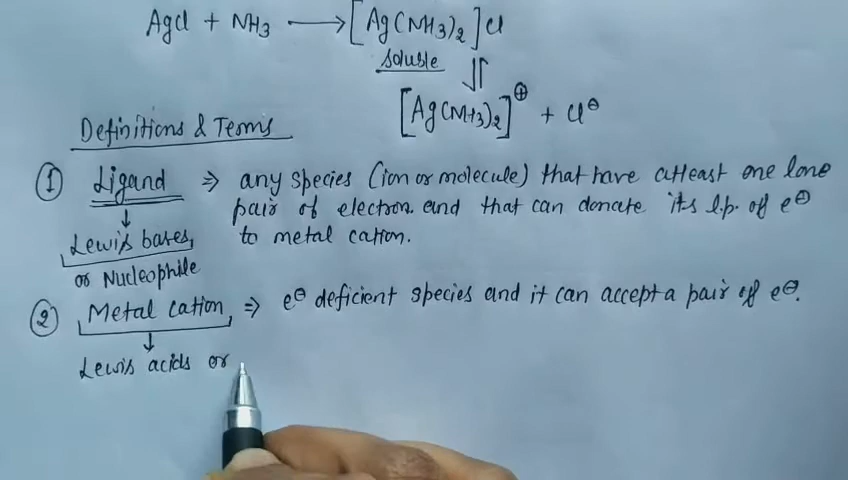 AgCl + NH3 ⟶ [Ag(NH3)2]Cl
soluble ⇌
[Ag(NH3)2]⊕ + Cl⊖
Definitions & Terms
① Ligand ⇒ any species (ion or molecule) that have atleast one lone
pair of electron and that can donate its l.p. of e⊖
to metal cation.
↓
Lewis bases,
or Nucleophile
② Metal cation, ⇒ e⊖ deficient species and it can accept a pair of e⊖.
↓
Lewis acids or